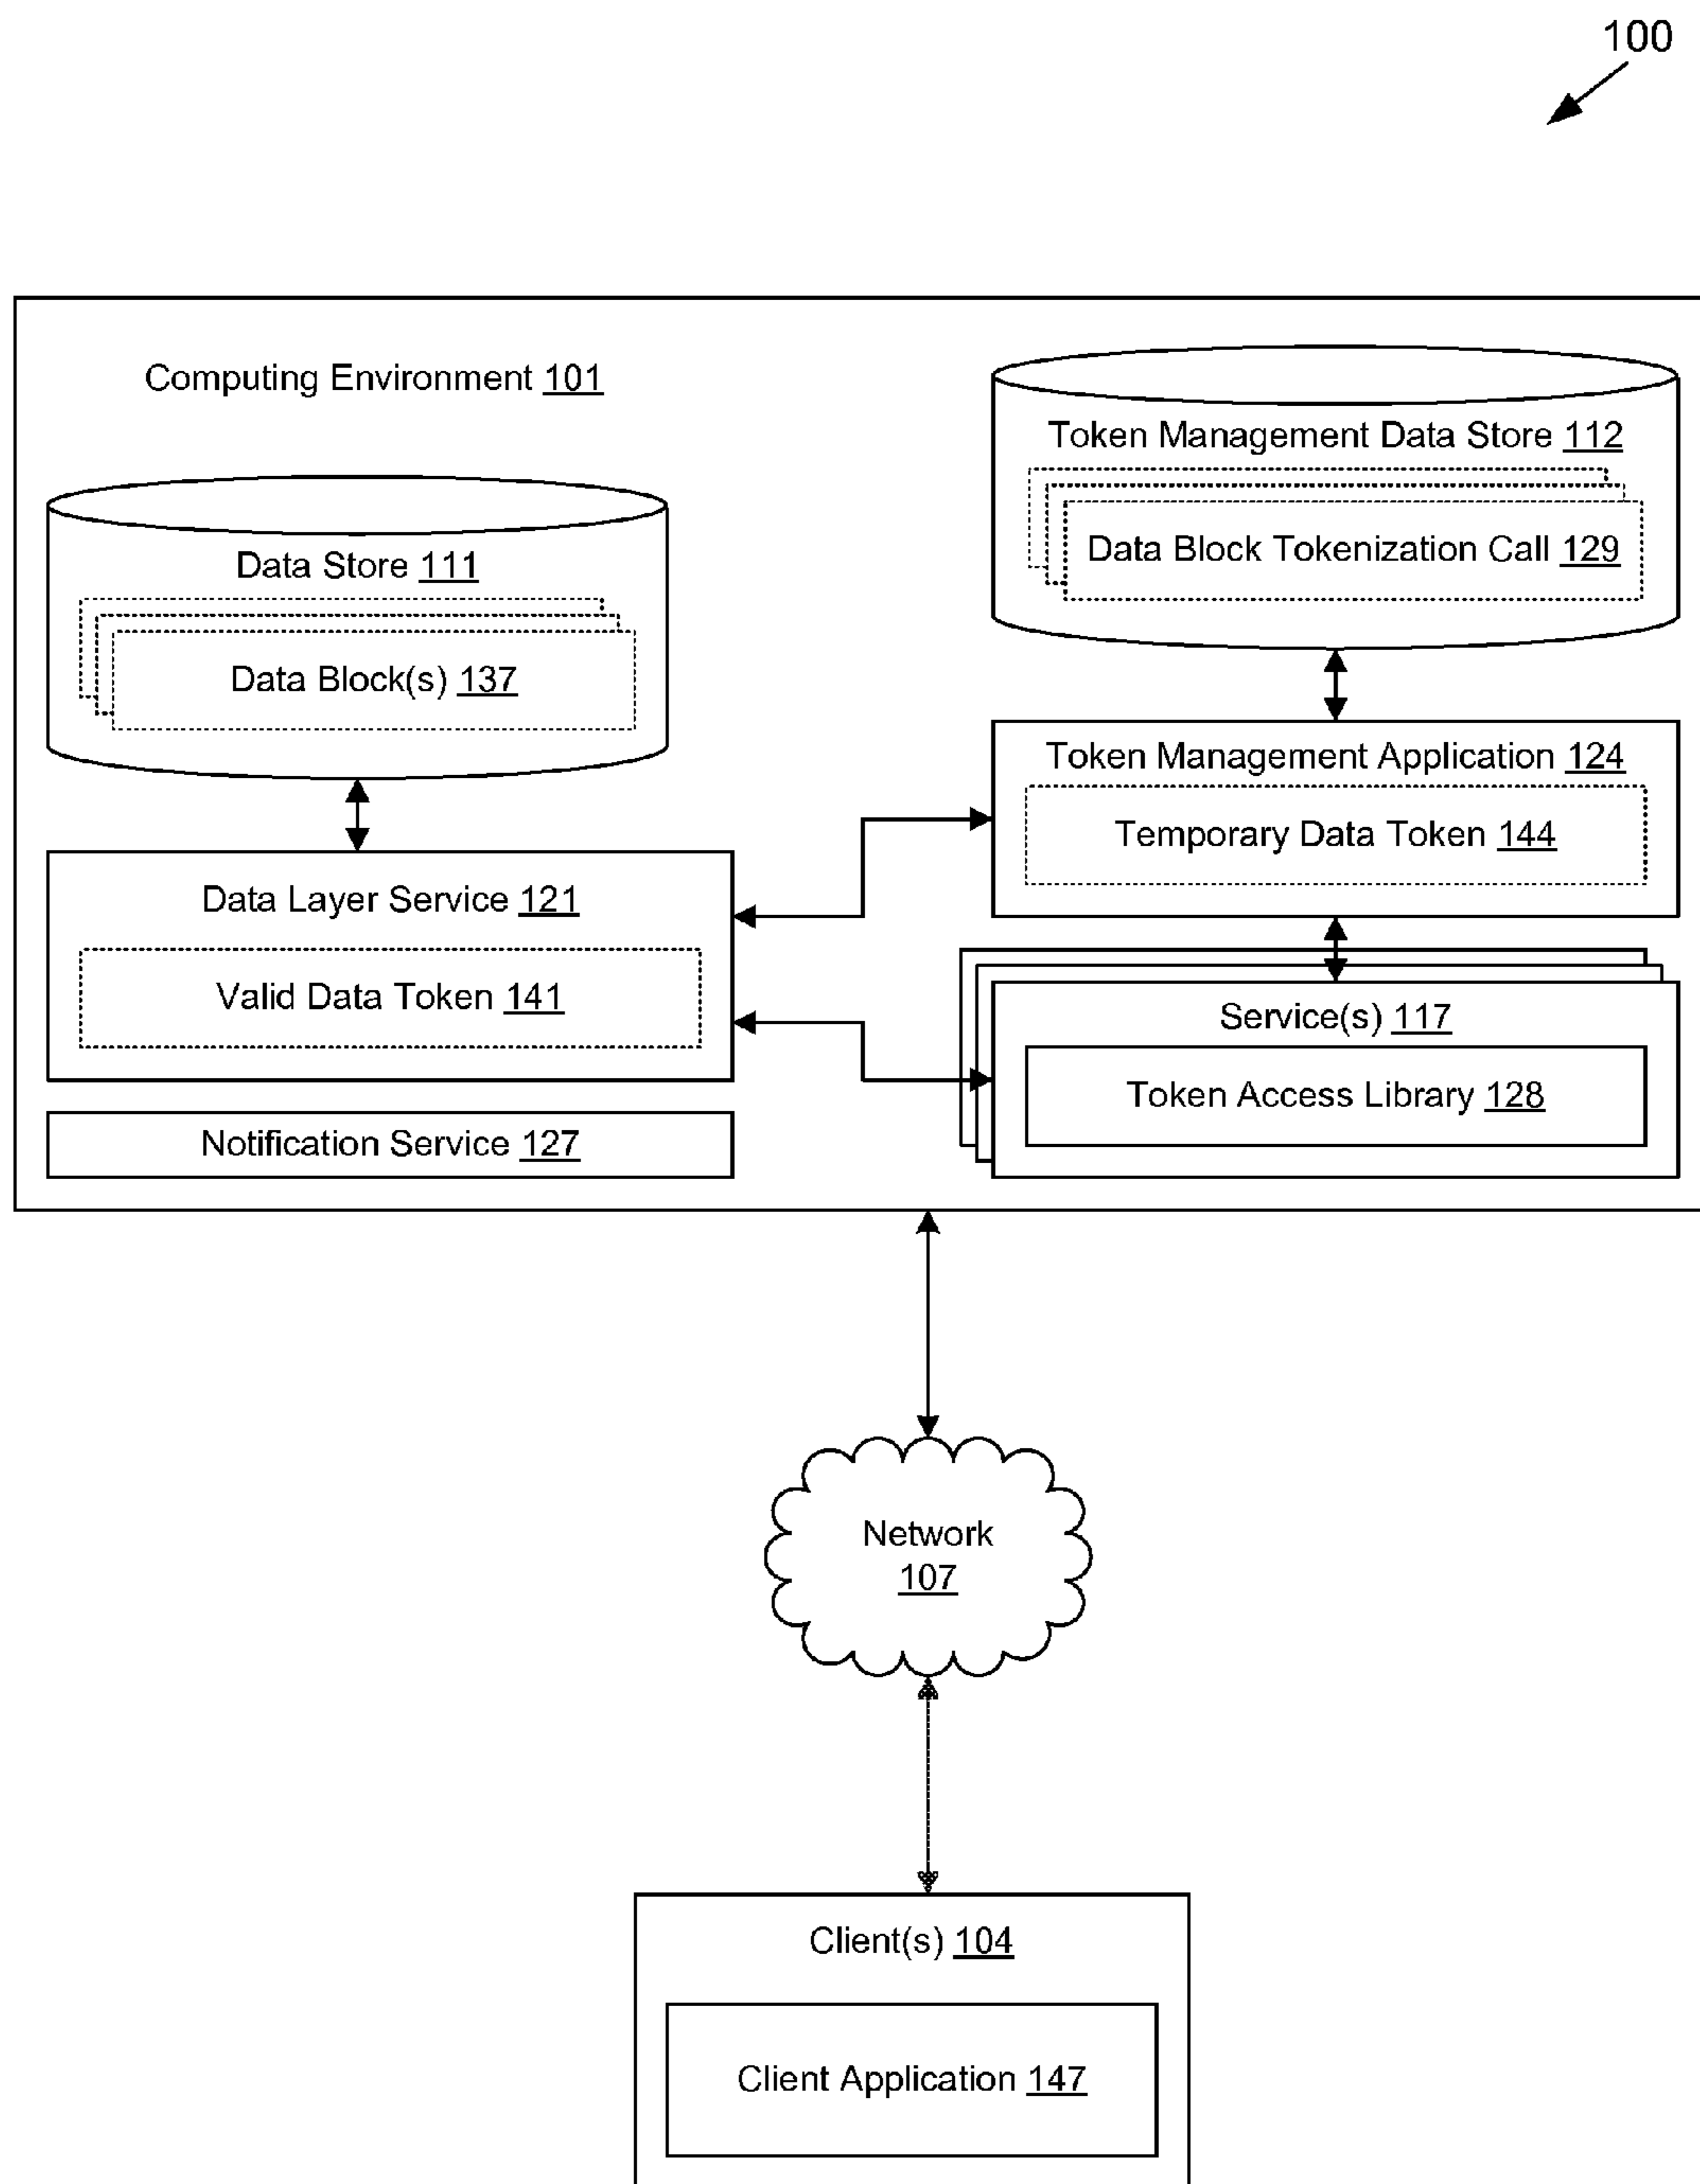 100
Computing Environment 101
Token Management Data Store 112
Data Block Tokenization Call 129
Data Store 111
Data Block(s) 137
Token Management Application 124
Temporary Data Token 144
Data Layer Service 121
Valid Data Token 141
Service(s) 117
Token Access Library 128
Notification Service 127
Network
107
Client(s) 104
Client Application 147